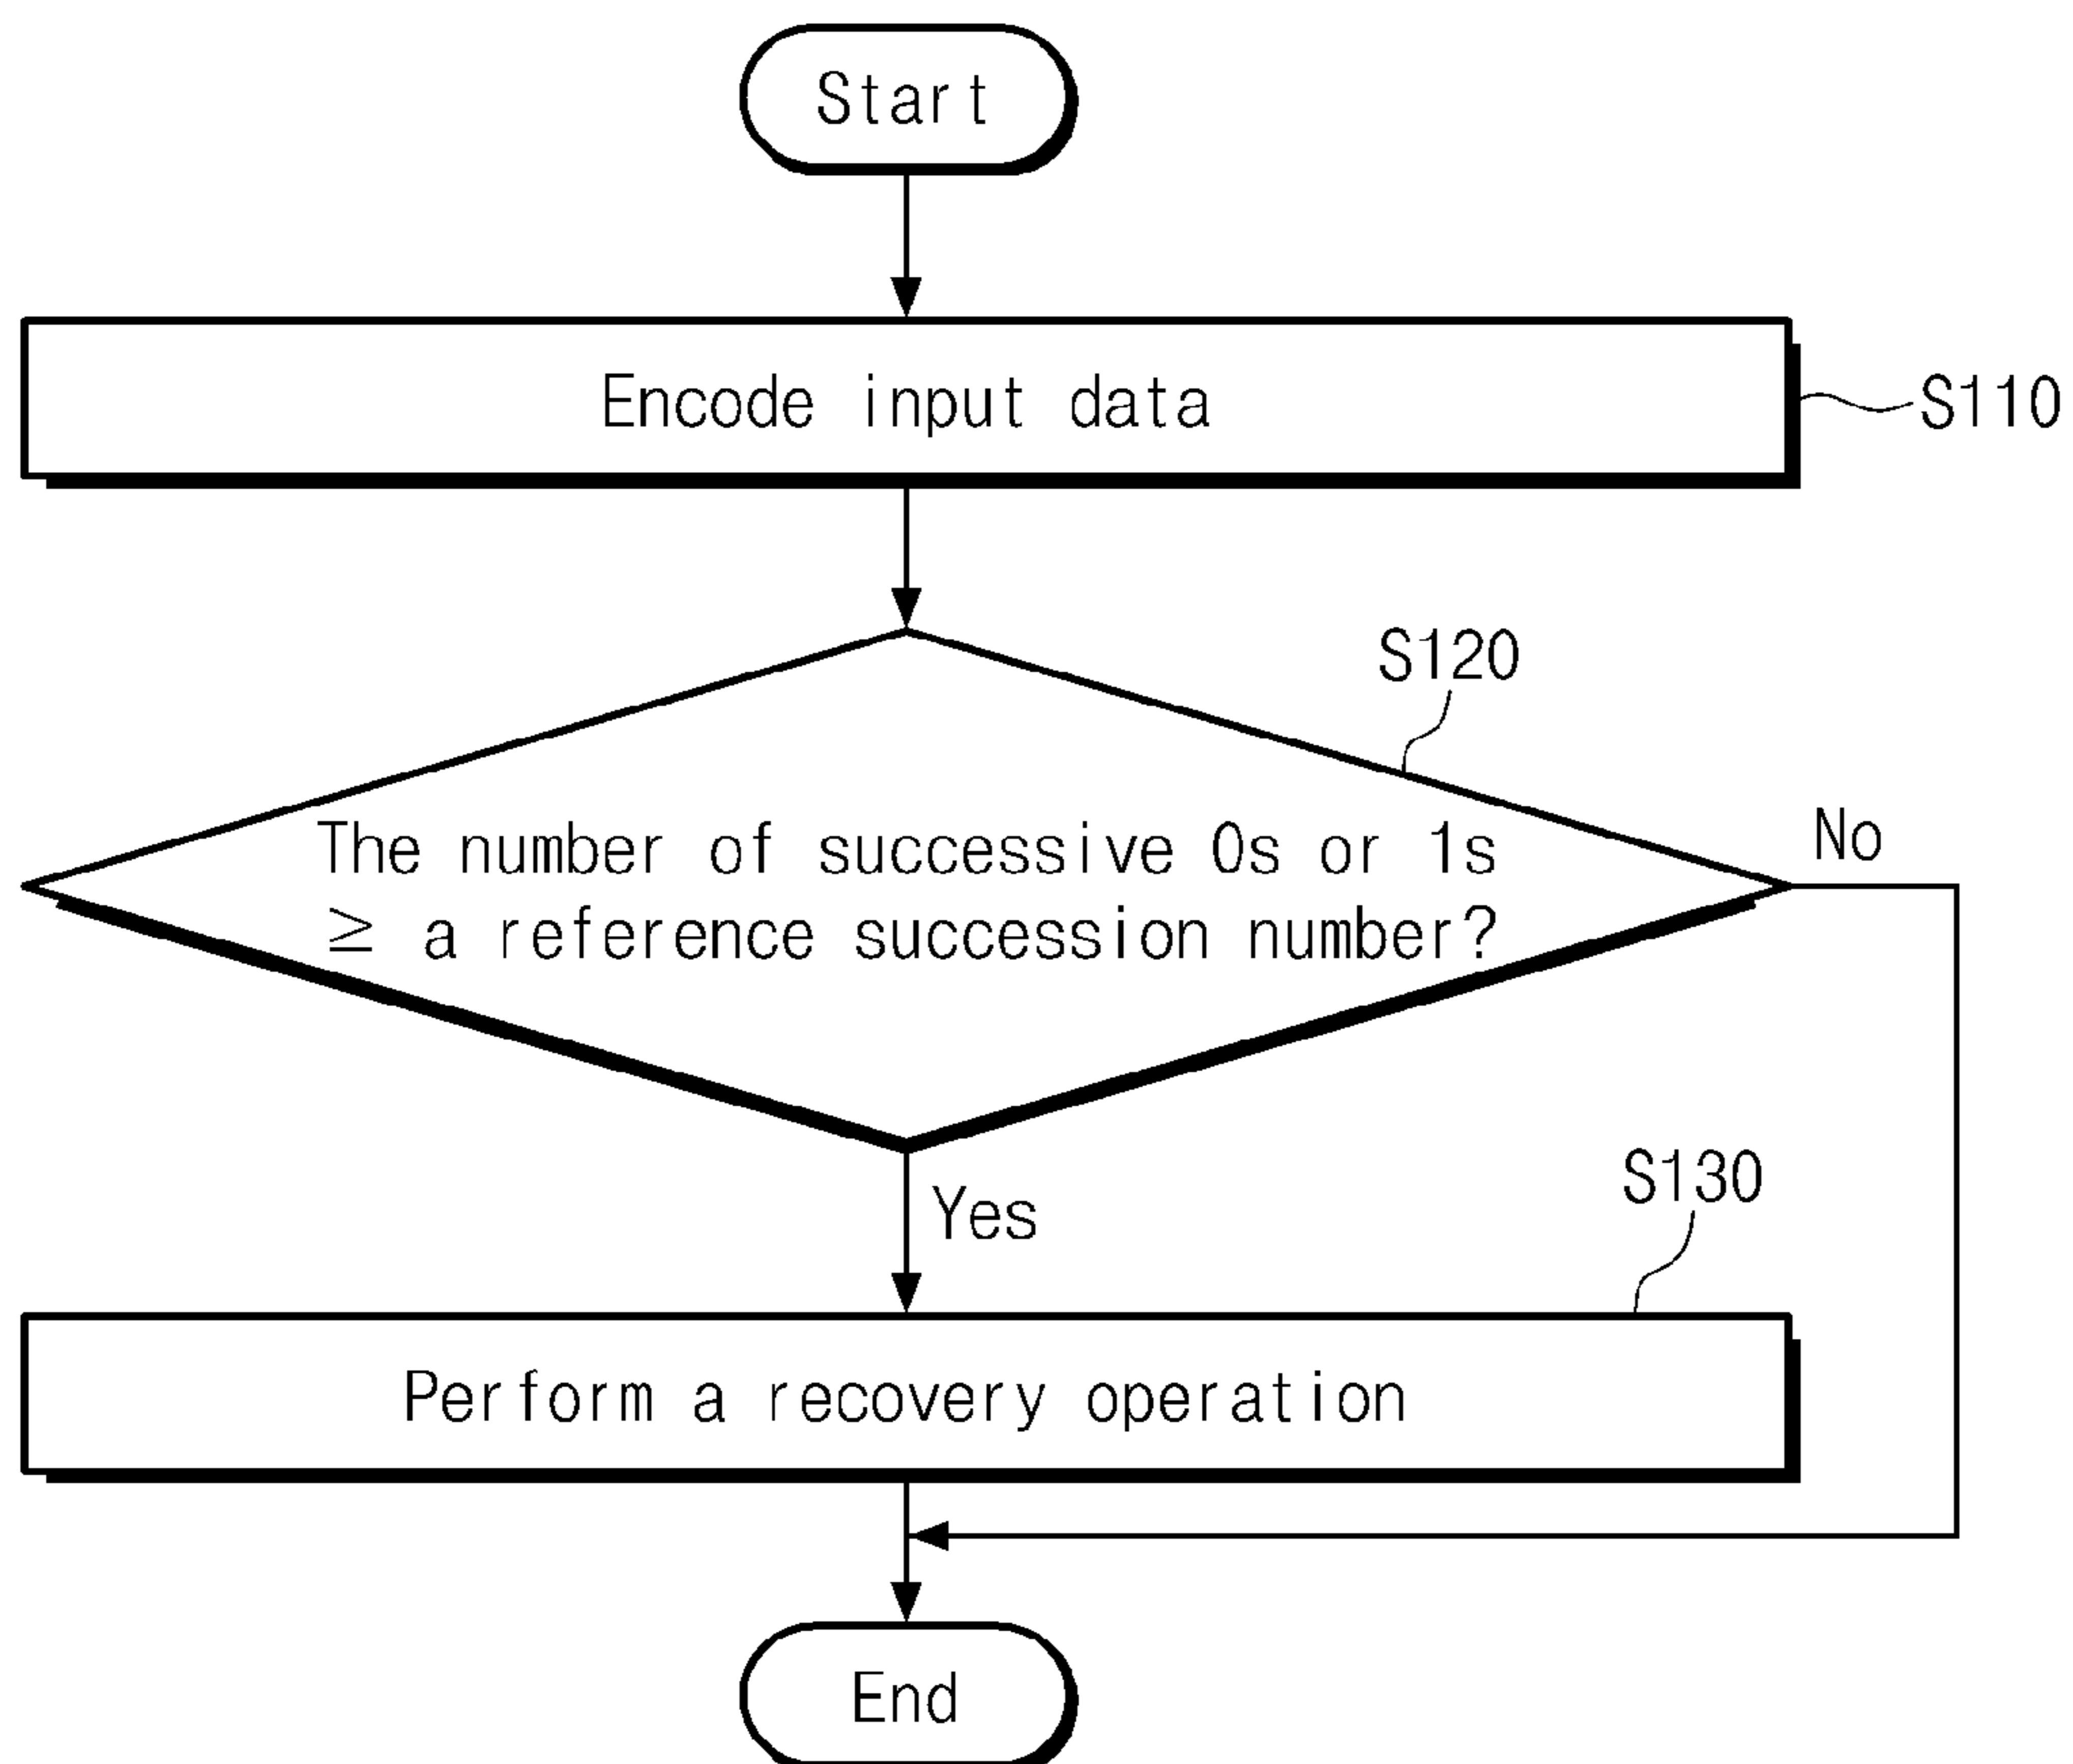 Start
Encode input data
S110
S120
The number of successive 0s or 1s
≥ a reference succession number?
No
Yes
S130
Perform a recovery operation
End